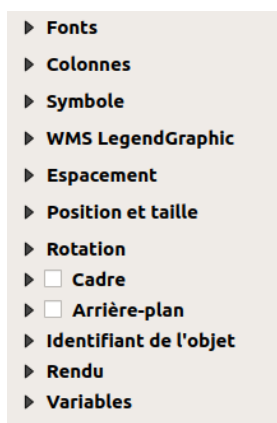 Fonts
Colonnes
Symbole
WMS LegendGraphic
Espacement
Position et taille
Rotation
Cadre
Arrière-plan
Identifiant de l'objet
Rendu
Variables